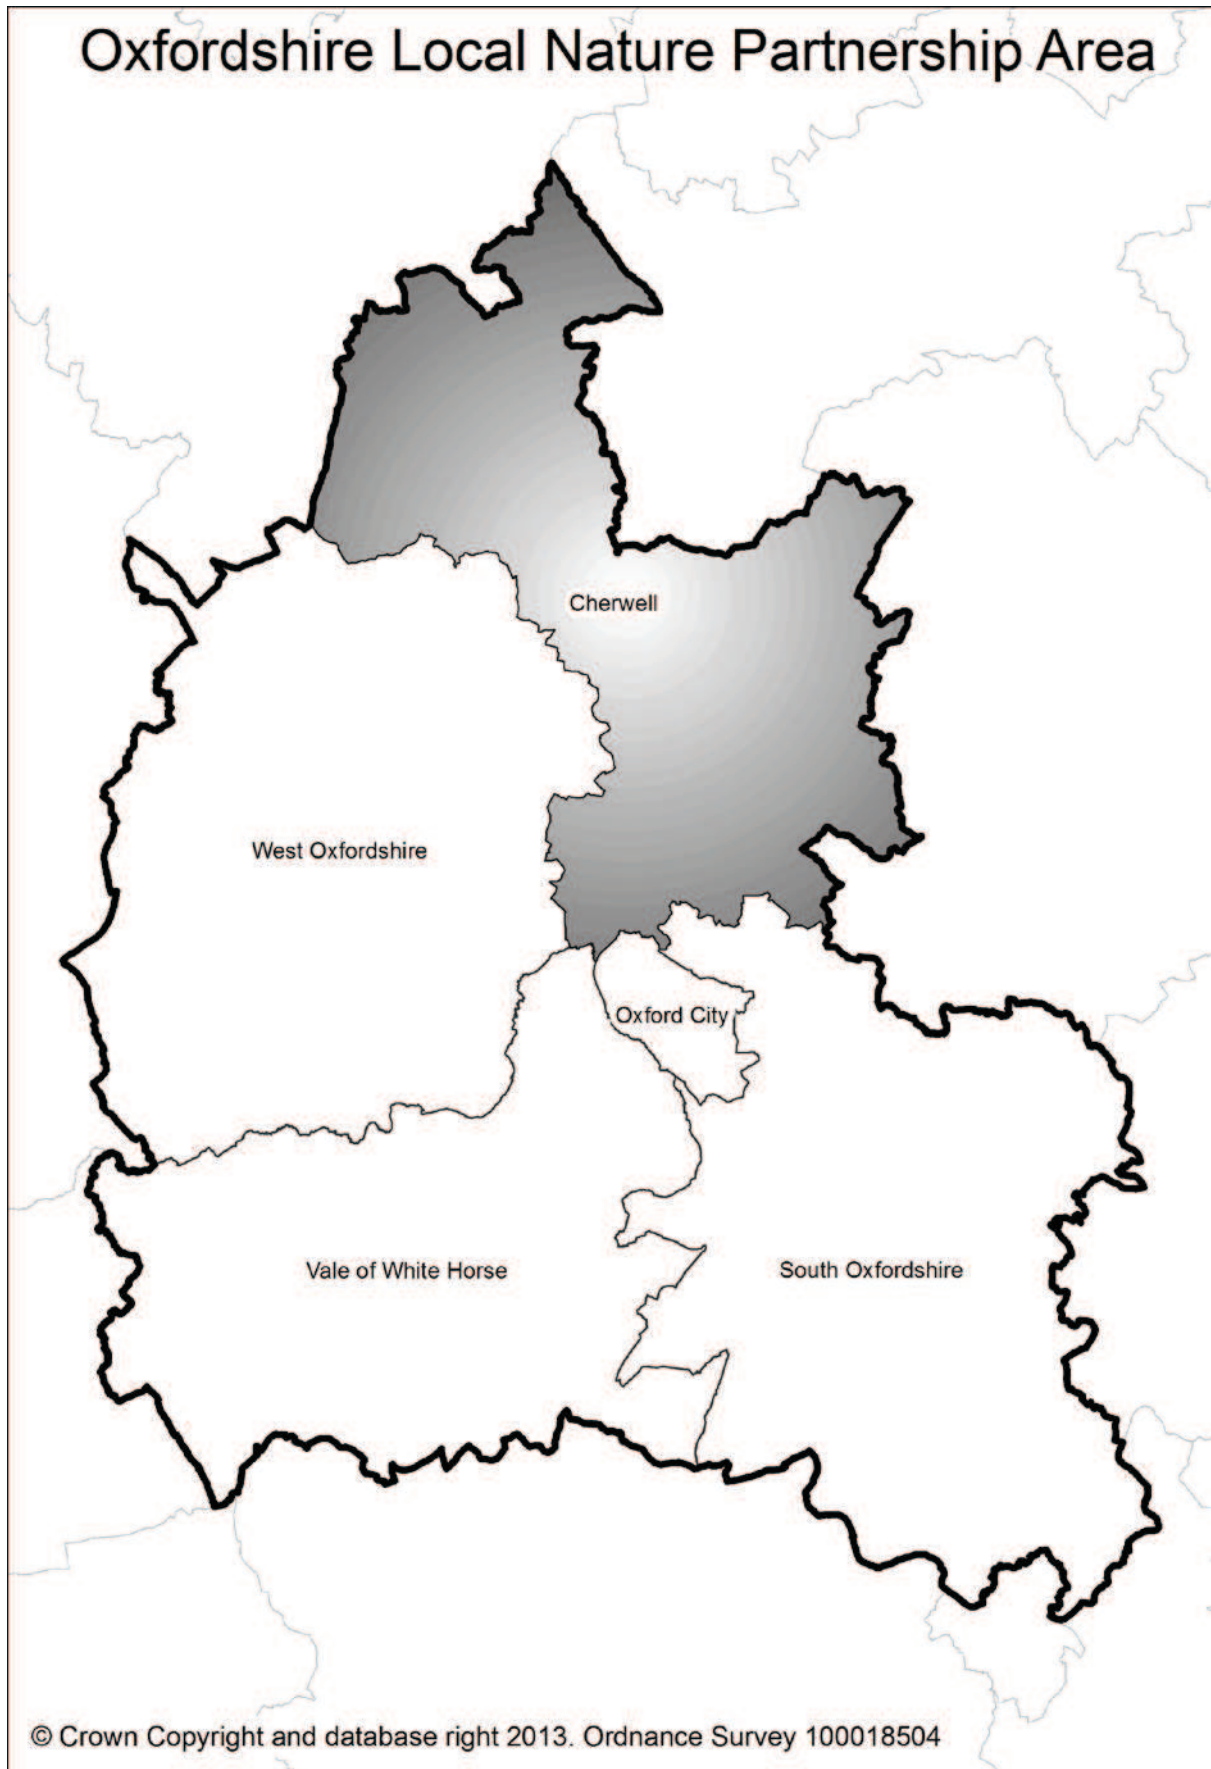 Oxfordshire Local Nature Partnership Area
Cherwell
West Oxfordshire
Oxford City
Vale of White Horse
South Oxfordshire
© Crown Copyright and database right 2013. Ordnance Survey 100018504